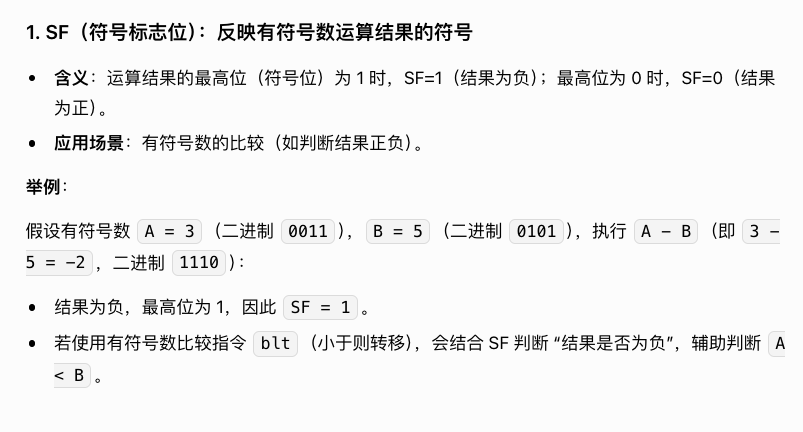 1. SF（符号标志位）：反映有符号数运算结果的符号
• 含义：运算结果的最高位（符号位）为 1 时，SF=1（结果为负）；最高位为 0 时，SF=0（结果
为正）。
• 应用场景：有符号数的比较（如判断结果正负）。
举例：
假设有符号数 A = 3 （二进制 0011 ），B = 5 （二进制 0101 ），执行 A − B （即 3 −
5 = −2 ，二进制 1110 ）：
• 结果为负，最高位为 1，因此 SF = 1 。
• 若使用有符号数比较指令 blt （小于则转移），会结合 SF 判断 “结果是否为负”，辅助判断 A
< B 。